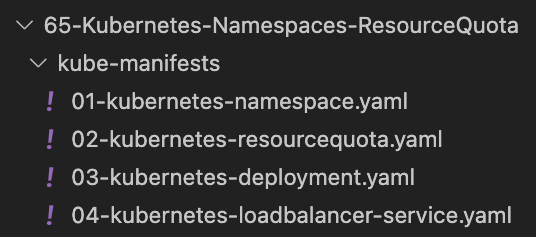 65-Kubernetes-Namespaces-ResourceQuota
kube-manifests
! 01-kubernetes-namespace.yaml
! 02-kubernetes-resourcequota.yaml
! 03-kubernetes-deployment.yaml
! 04-kubernetes-loadbalancer-service.yaml